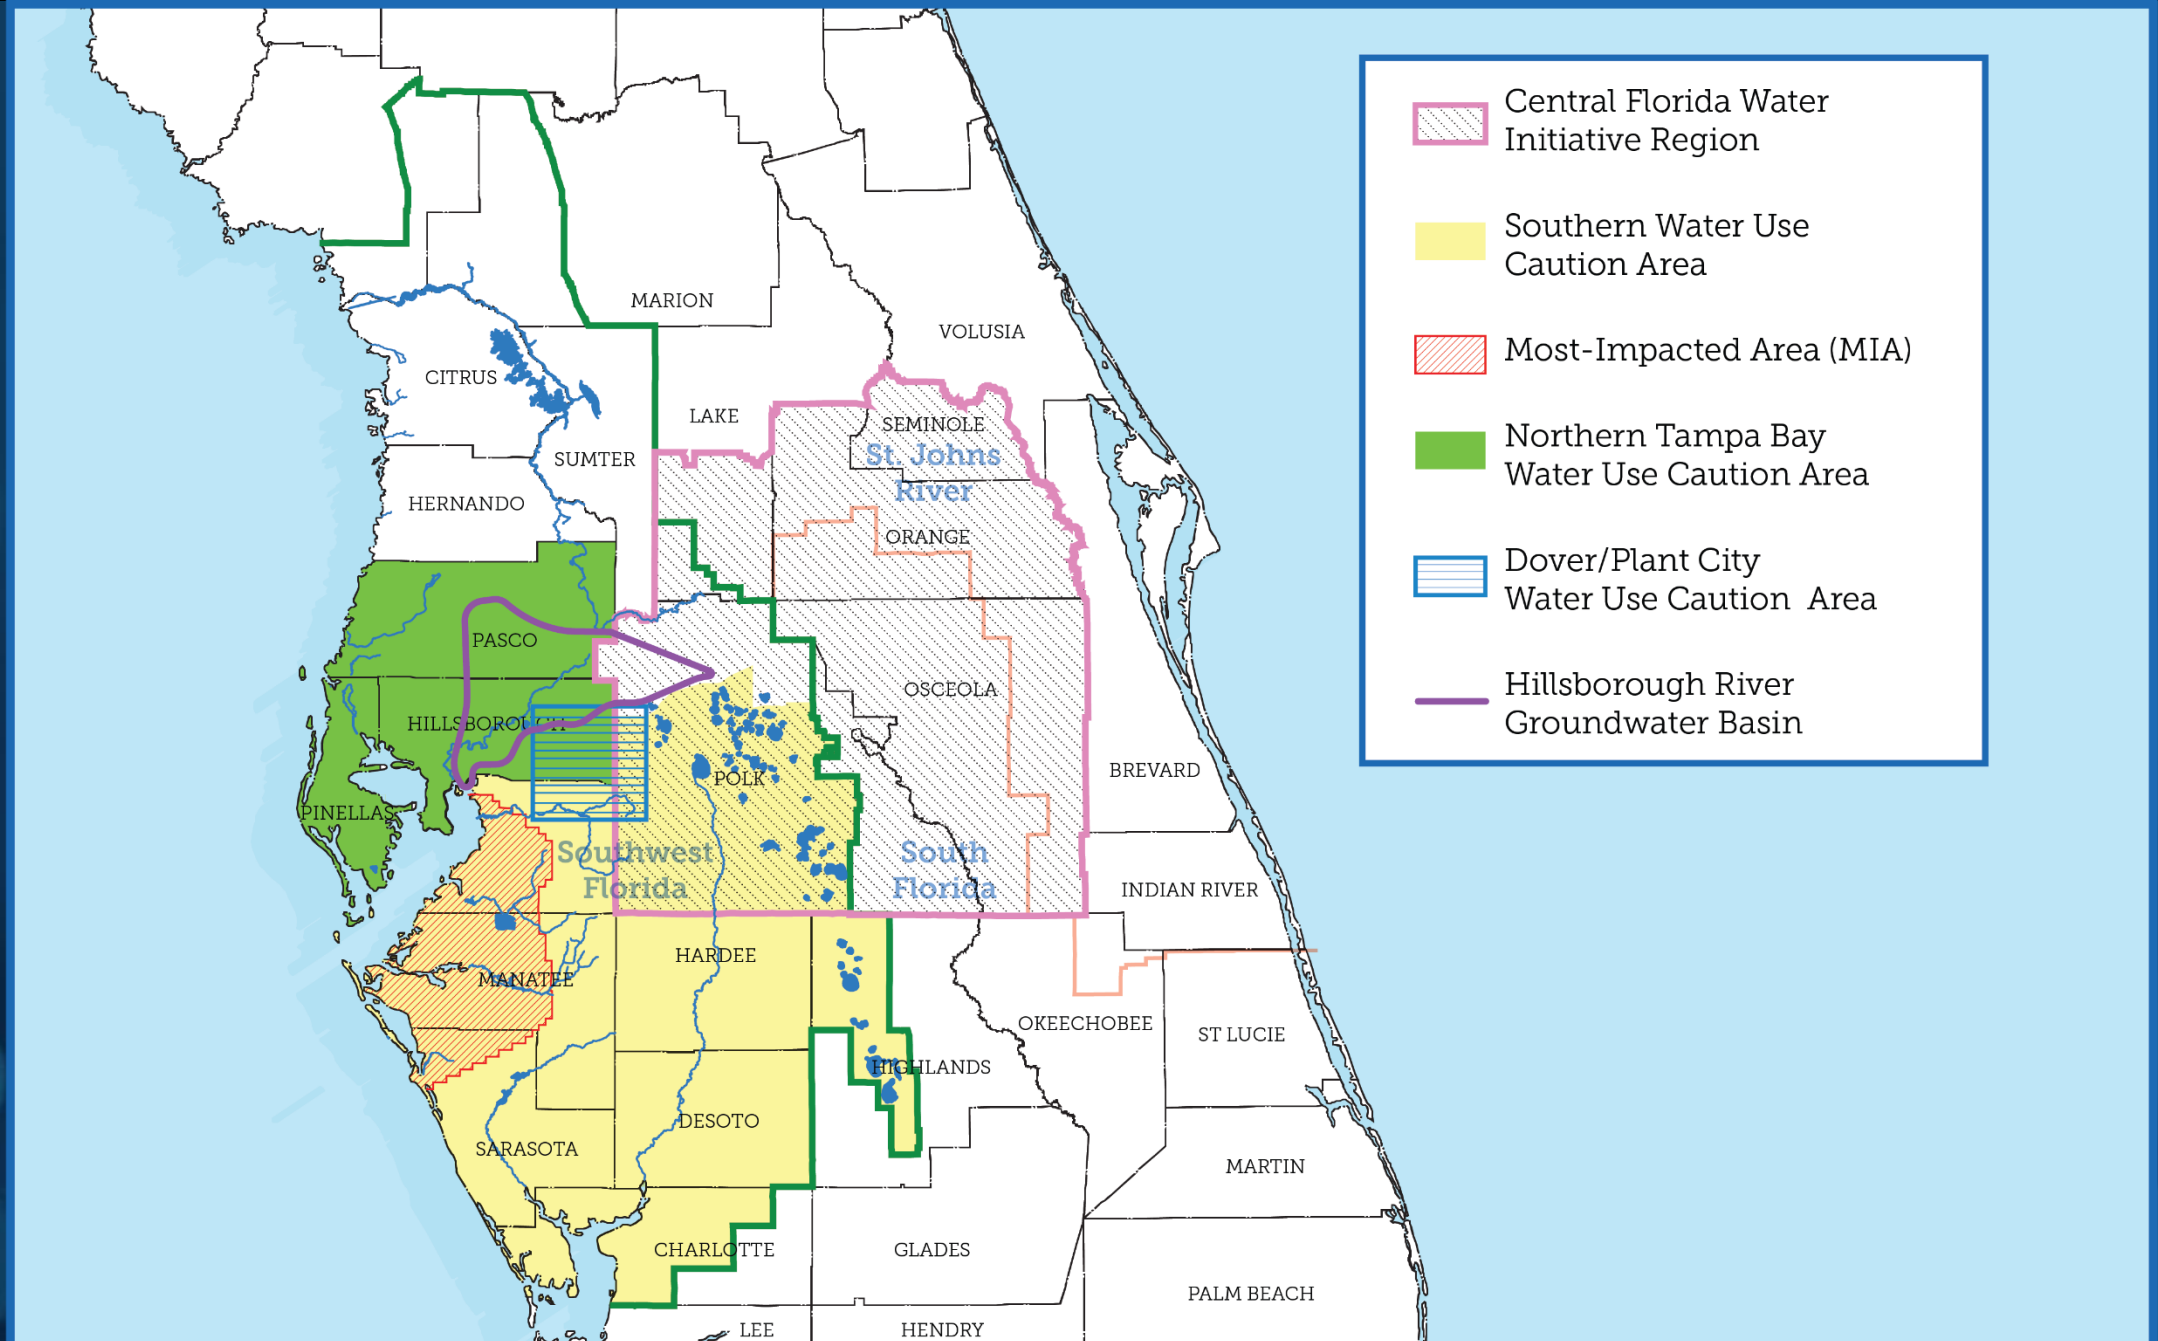 Central Florida Water
Initiative Region
Southern Water Use
Caution Area
Most-Impacted Area (MIA)
Northern Tampa Bay
Water Use Caution Area
Dover/Plant City
Water Use Caution Area
Hillsborough River
Groundwater Basin
MARION
VOLUSIA
CITRUS
LAKE
SEMINOLE
St. Johns
River
SUMTER
HERNANDO
ORANGE
PASCO
OSCEOLA
HILLSBOROUGH
POLK
BREVARD
PINELLAS
Southwest
Florida
South
Florida
INDIAN RIVER
HARDEE
MANATEE
OKEECHOBEE
ST LUCIE
HIGHLANDS
DESOTO
SARASOTA
MARTIN
CHARLOTTE
GLADES
PALM BEACH
LEE
HENDRY